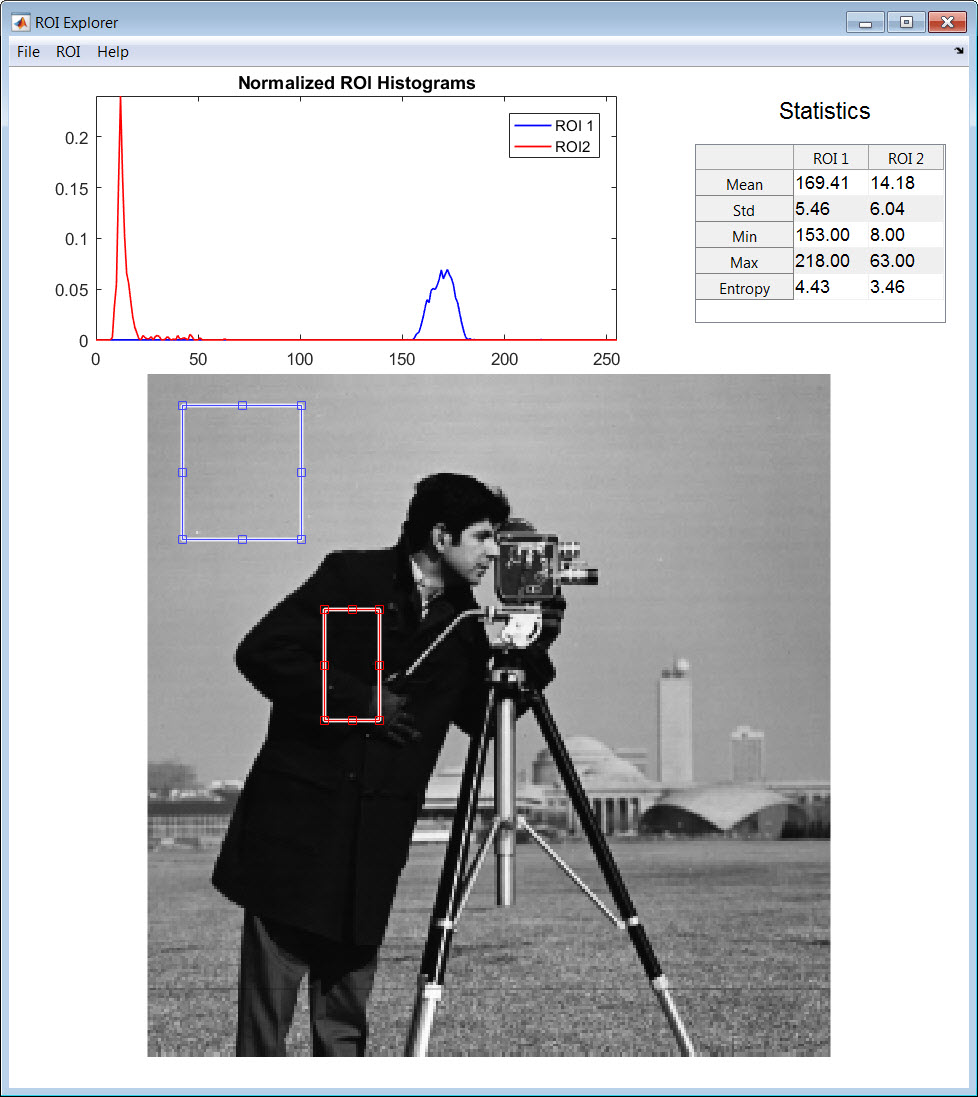 ROI Explorer
File ROI Help
Normalized ROI Histograms
0.2
0.15
0.1
0.05
0
0 50 100 150 200 250
ROI 1
ROI2
Statistics
ROI 1 ROI 2
Mean 169.41 14.18
Std 5.46 6.04
Min 153.00 8.00
Max 218.00 63.00
Entropy 4.43 3.46